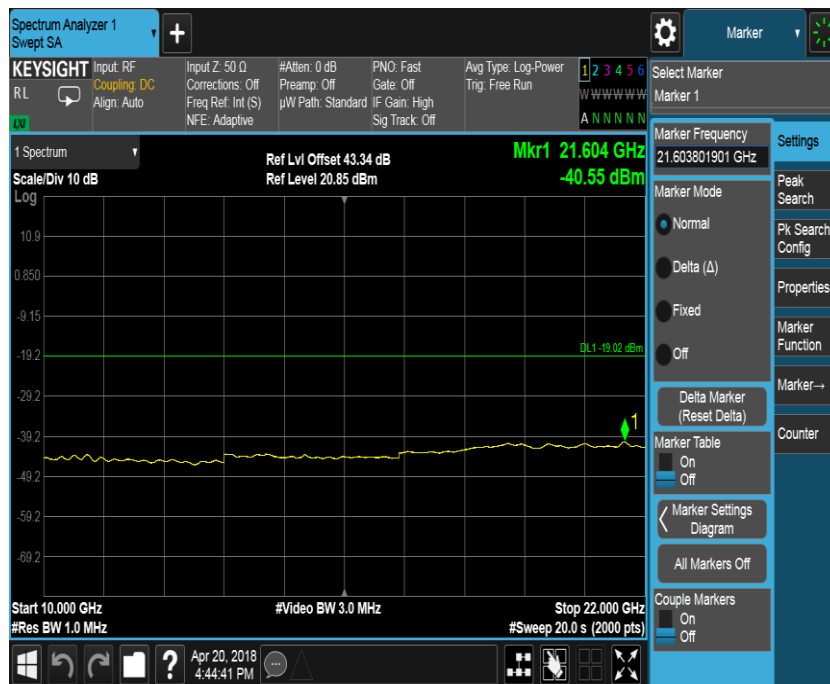 Spectrum Analyzer 1
Swept SA
+
Marker
KEYSIGHT
RL
LXI
Input: RF
Coupling: DC
Align: Auto
Input Z: 50 Ω
Corrections: Off
Freq Ref: Int (S)
NFE: Adaptive
#Atten: 0 dB
Preamp: Off
µW Path: Standard
PNO: Fast
Gate: Off
IF Gain: High
Sig Track: Off
Avg Type: Log-Power
Trig: Free Run
1 2 3 4 5 6
W W W W W W
A N N N N N
Select Marker
Marker 1
1 Spectrum
Scale/Div 10 dB
Log
Ref Lvl Offset 43.34 dB
Ref Level 20.85 dBm
Mkr1 21.604 GHz
-40.55 dBm
10.9
0.850
-9.15
-19.2
-29.2
-39.2
-49.2
-59.2
-69.2
DL1 -19.02 dBm
1
Start 10.000 GHz
#Res BW 1.0 MHz
#Video BW 3.0 MHz
Stop 22.000 GHz
#Sweep 20.0 s (2000 pts)
Marker Frequency
21.603801901 GHz
Marker Mode
Normal
Delta (Δ)
Fixed
Off
Delta Marker
(Reset Delta)
Marker Table
On
Off
Marker Settings
Diagram
All Markers Off
Couple Markers
On
Off
Settings
Peak
Search
Pk Search
Config
Properties
Marker
Function
Marker→
Counter
?
Apr 20, 2018
4:44:41 PM